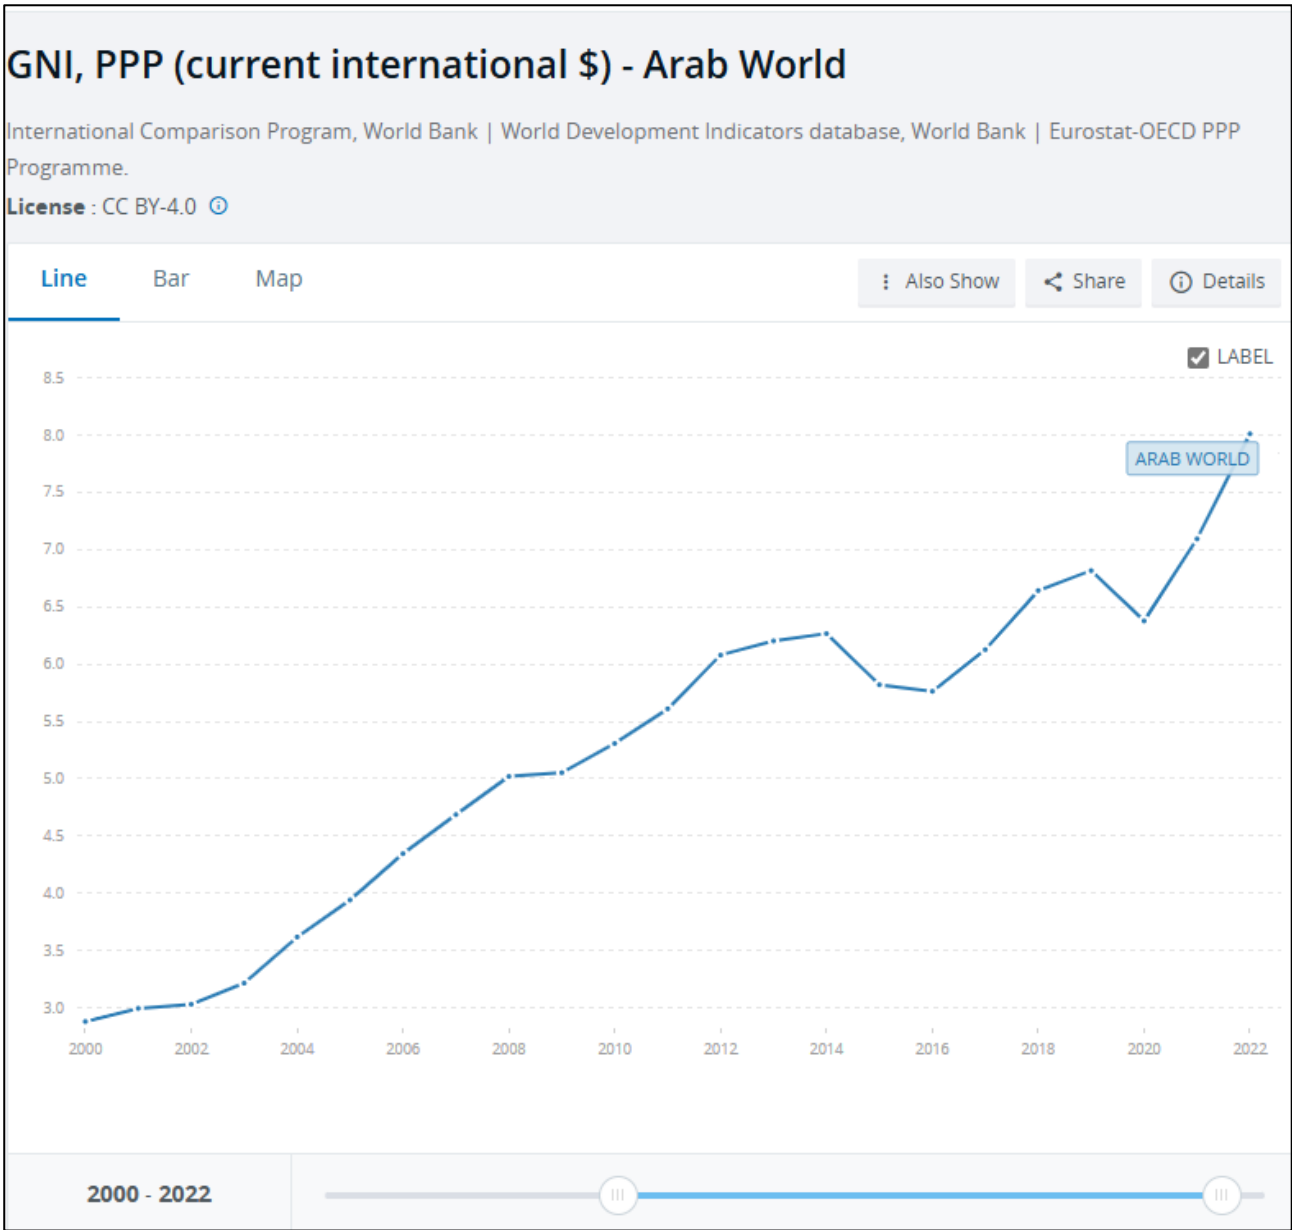 GNI, PPP (current international $) - Arab World
International Comparison Program, World Bank | World Development Indicators database, World Bank | Eurostat-OECD PPP
Programme.
License : CC BY-4.0
Line Bar Map Also Show Share Details
LABEL
8.5
8.0
ARAB WORLD
7.5
7.0
6.5
6.0
5.5
5.0
4.5
4.0
3.5
3.0
2000 2002 2004 2006 2008 2010 2012 2014 2016 2018 2020 2022
2000 - 2022